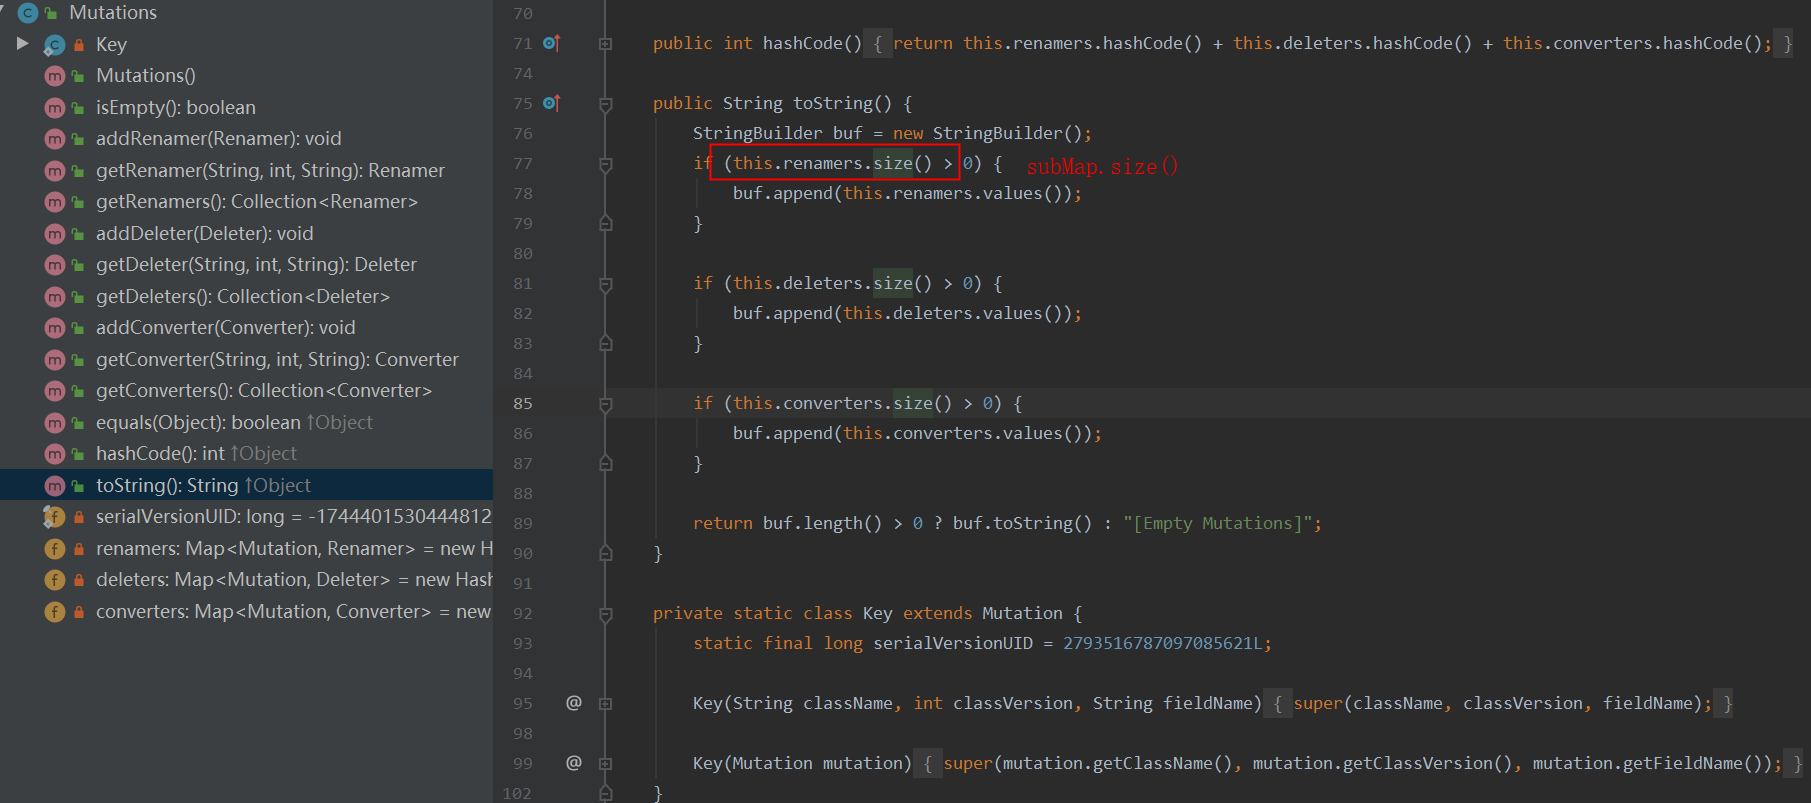 Mutations
Key
Mutations()
isEmpty(): boolean
addRenamer(Renamer): void
getRenamer(String, int, String): Renamer
getRenamers(): Collection<Renamer>
addDeleter(Deleter): void
getDeleter(String, int, String): Deleter
getDeleters(): Collection<Deleter>
addConverter(Converter): void
getConverter(String, int, String): Converter
getConverters(): Collection<Converter>
equals(Object): boolean ↑Object
hashCode(): int ↑Object
toString(): String ↑Object
serialVersionUID: long = -1744401530444812
renamers: Map<Mutation, Renamer> = new H
deleters: Map<Mutation, Deleter> = new Hash
converters: Map<Mutation, Converter> = new
70
71 public int hashCode() { return this.renamers.hashCode() + this.deleters.hashCode() + this.converters.hashCode(); }
74
75 public String toString() {
76 StringBuilder buf = new StringBuilder();
77 if (this.renamers.size() > 0) { subMap.size()
78 buf.append(this.renamers.values());
79 }
80
81 if (this.deleters.size() > 0) {
82 buf.append(this.deleters.values());
83 }
84
85 if (this.converters.size() > 0) {
86 buf.append(this.converters.values());
87 }
88
89 return buf.length() > 0 ? buf.toString() : "[Empty Mutations]";
90 }
91
92 private static class Key extends Mutation {
93 static final long serialVersionUID = 2793516787097085621L;
94
95 @ Key(String className, int classVersion, String fieldName) { super(className, classVersion, fieldName); }
98
99 @ Key(Mutation mutation) { super(mutation.getClassName(), mutation.getClassVersion(), mutation.getFieldName()); }
102 }